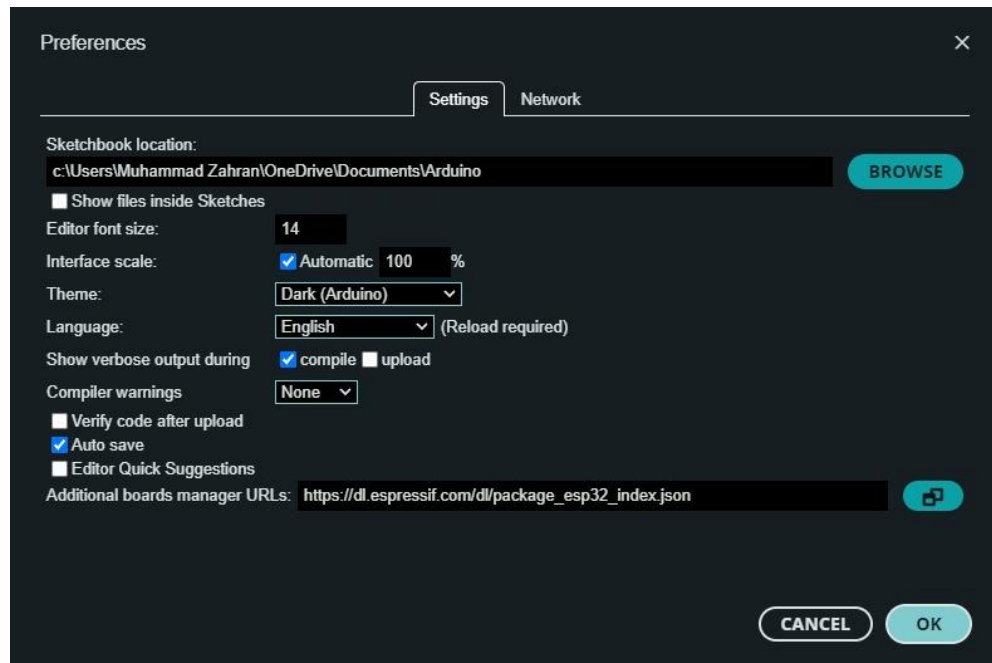 Preferences
Settings Network
Sketchbook location:
c:\Users\Muhammad Zahran\OneDrive\Documents\Arduino BROWSE
Show files inside Sketches
Editor font size: 14
Interface scale: Automatic 100 %
Theme: Dark (Arduino)
Language: English (Reload required)
Show verbose output during compile upload
Compiler warnings None
Verify code after upload
Auto save
Editor Quick Suggestions
Additional boards manager URLs: https://dl.espressif.com/dl/package_esp32_index.json
CANCEL OK